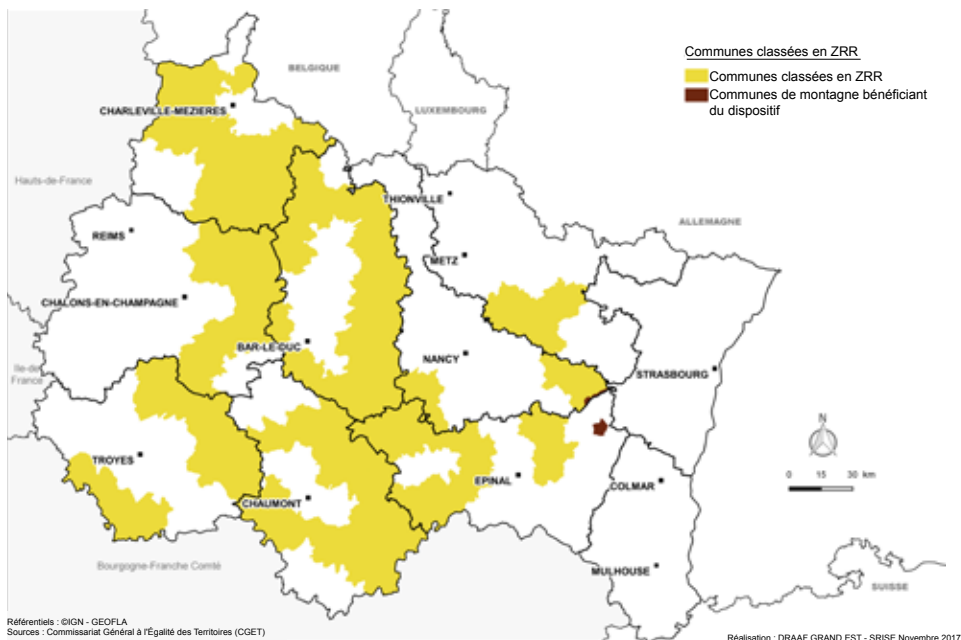 Communes classées en ZRR
Communes classées en ZRR
Communes de montagne bénéficiant
du dispositif
BELGIQUE
CHARLEVILLE-MEZIERES
LUXEMBOURG
Hauts-de-France
THIONVILLE
ALLEMAGNE
REIMS
METZ
CHALONS-EN-CHAMPAGNE
BAR-LE-DUC
NANCY
Ile-de
France
STRASBOURG
N
TROYES
EPINAL
0 15 30 km
COLMAR
CHAUMONT
Bourgogne-Franche Comté
MULHOUSE
SUISSE
Référentiels : ©IGN - GEOFLA
Sources : Commissariat Général à l'Égalité des Territoires (CGET)
Réalisation : DRAAF GRAND EST - SRISE Novembre 2017